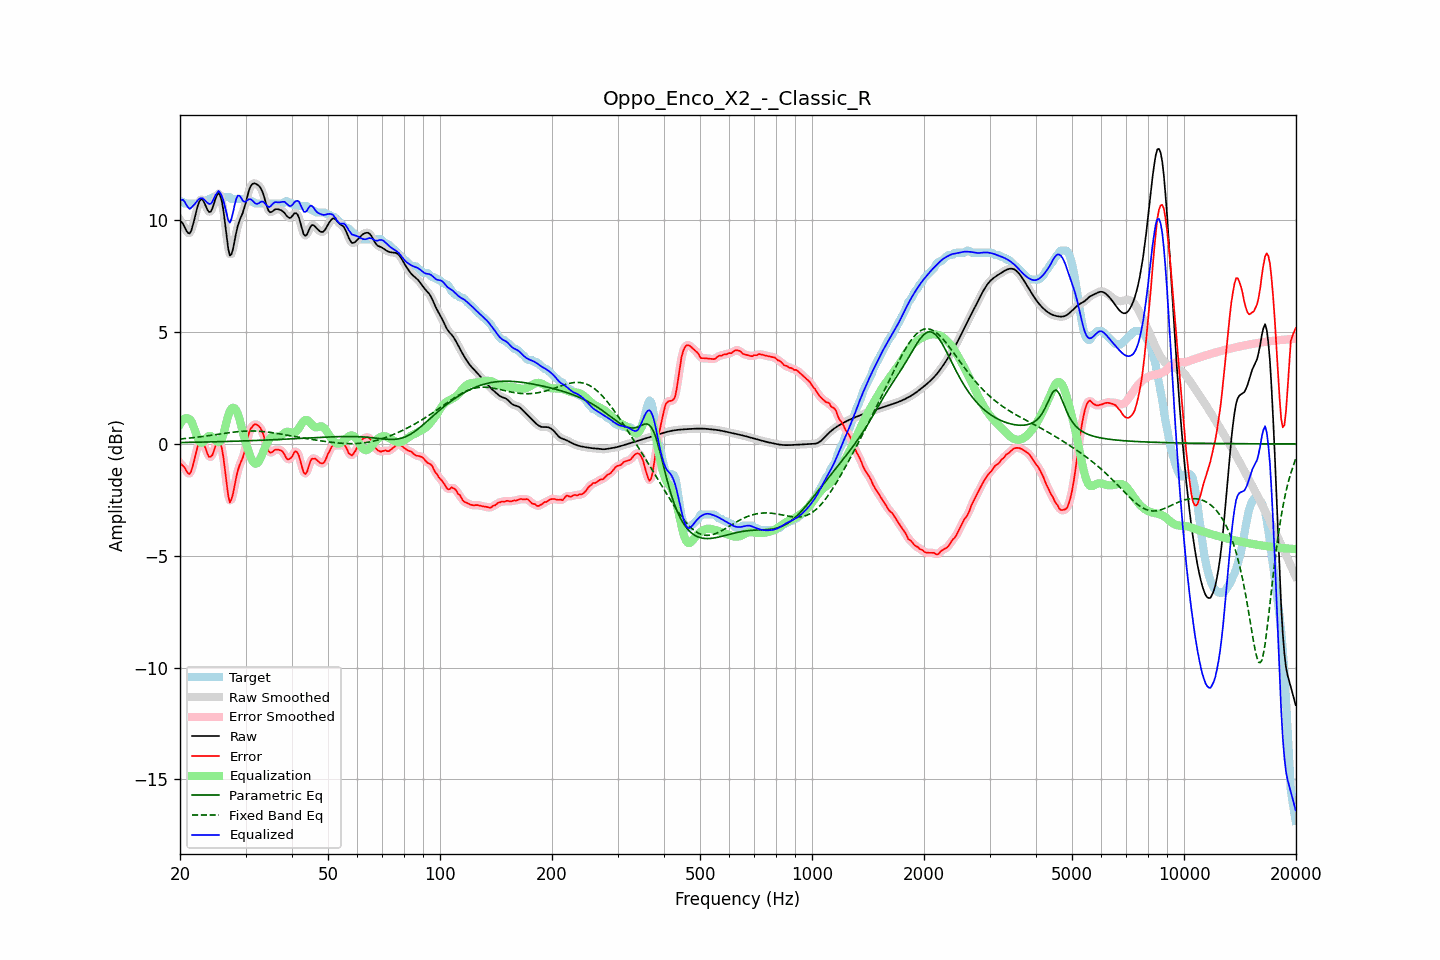 Oppo_Enco_X2_-_Classic_R
Amplitude (dBr)
10
5
0
−5
−10
−15
Target
Raw Smoothed
Error Smoothed
Raw
Error
Equalization
Parametric Eq
Fixed Band Eq
Equalized
20 50 100 200 500 1000 2000 5000 10000 20000
Frequency (Hz)